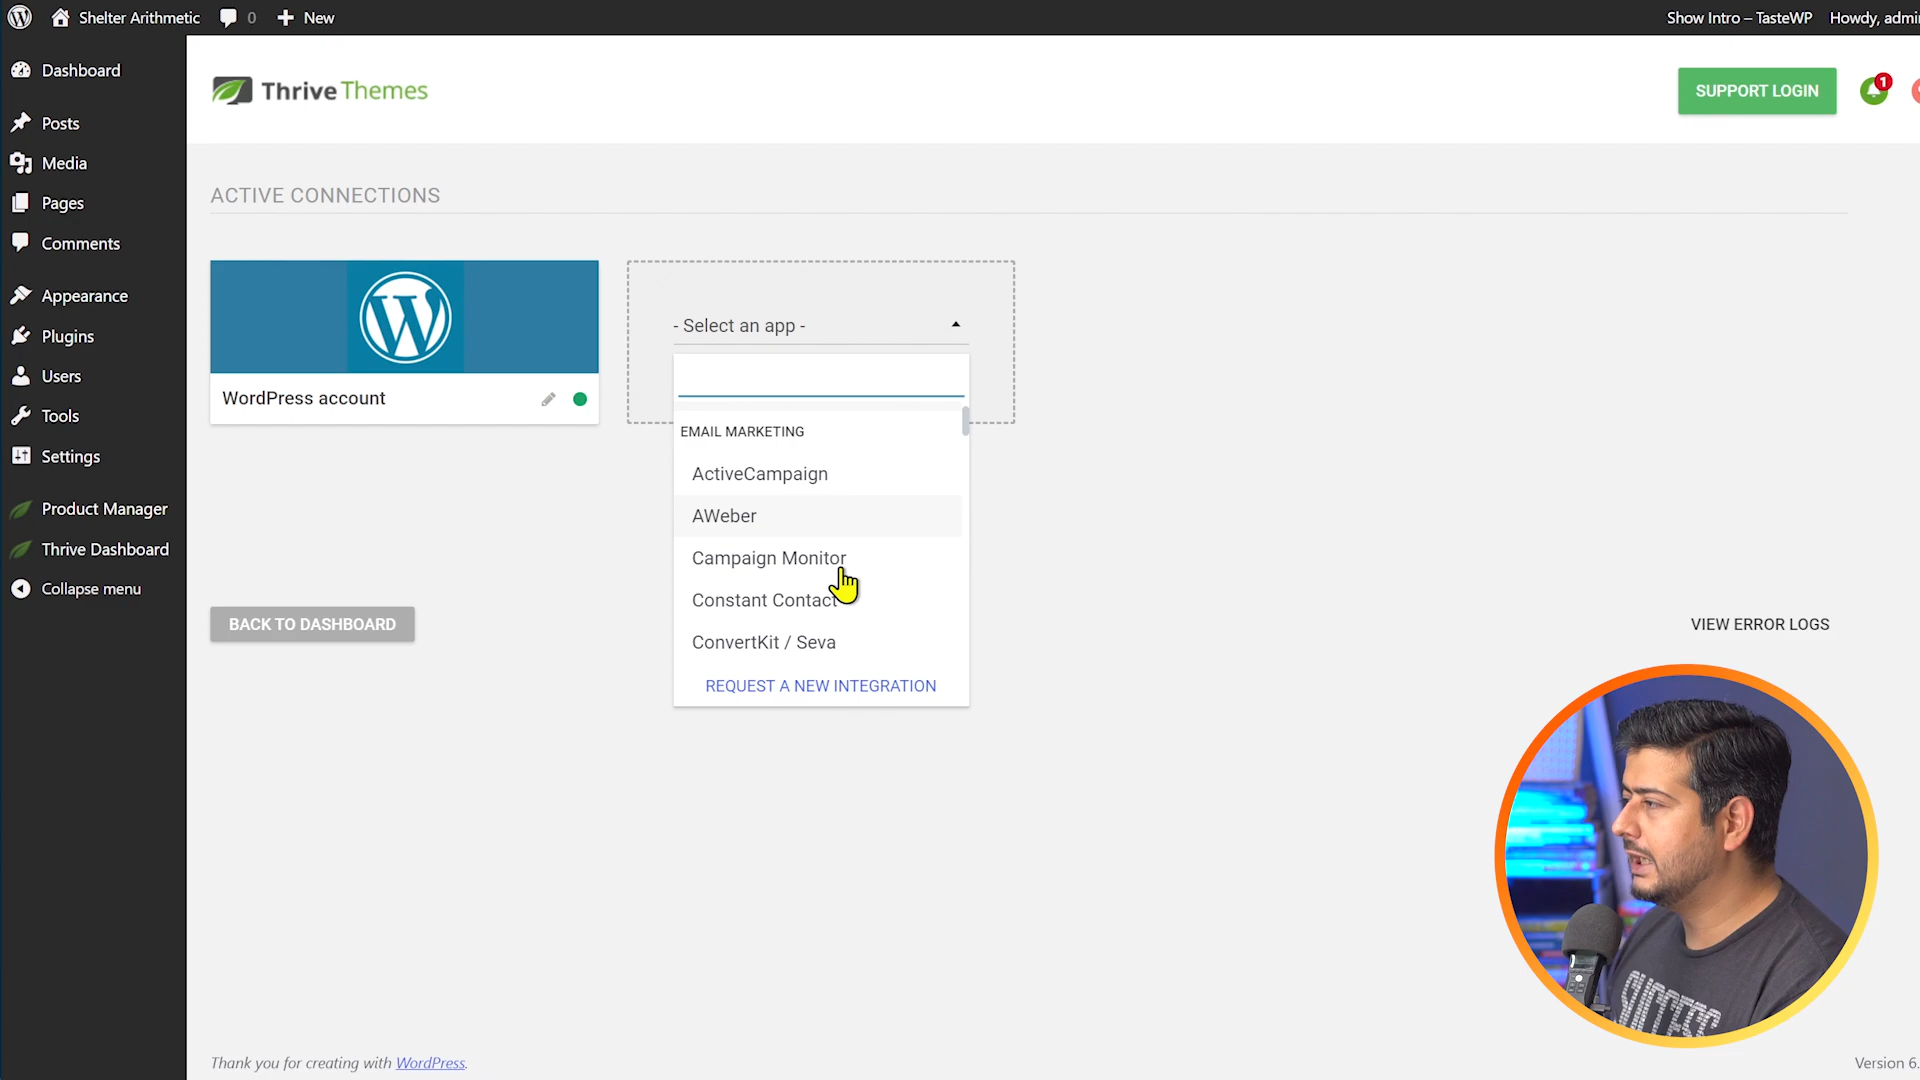 Shelter Arithmetic
0
New
Show Intro – TasteWP
Howdy, admin
Dashboard
Posts
Media
Pages
Comments
Appearance
Plugins
Users
Tools
Settings
Product Manager
Thrive Dashboard
Collapse menu
Thrive Themes
SUPPORT LOGIN
1
ACTIVE CONNECTIONS
WordPress account
- Select an app -
EMAIL MARKETING
ActiveCampaign
AWeber
Campaign Monitor
Constant Contact
ConvertKit / Seva
REQUEST A NEW INTEGRATION
BACK TO DASHBOARD
VIEW ERROR LOGS
SUCCESS
Thank you for creating with WordPress.
Version 6.